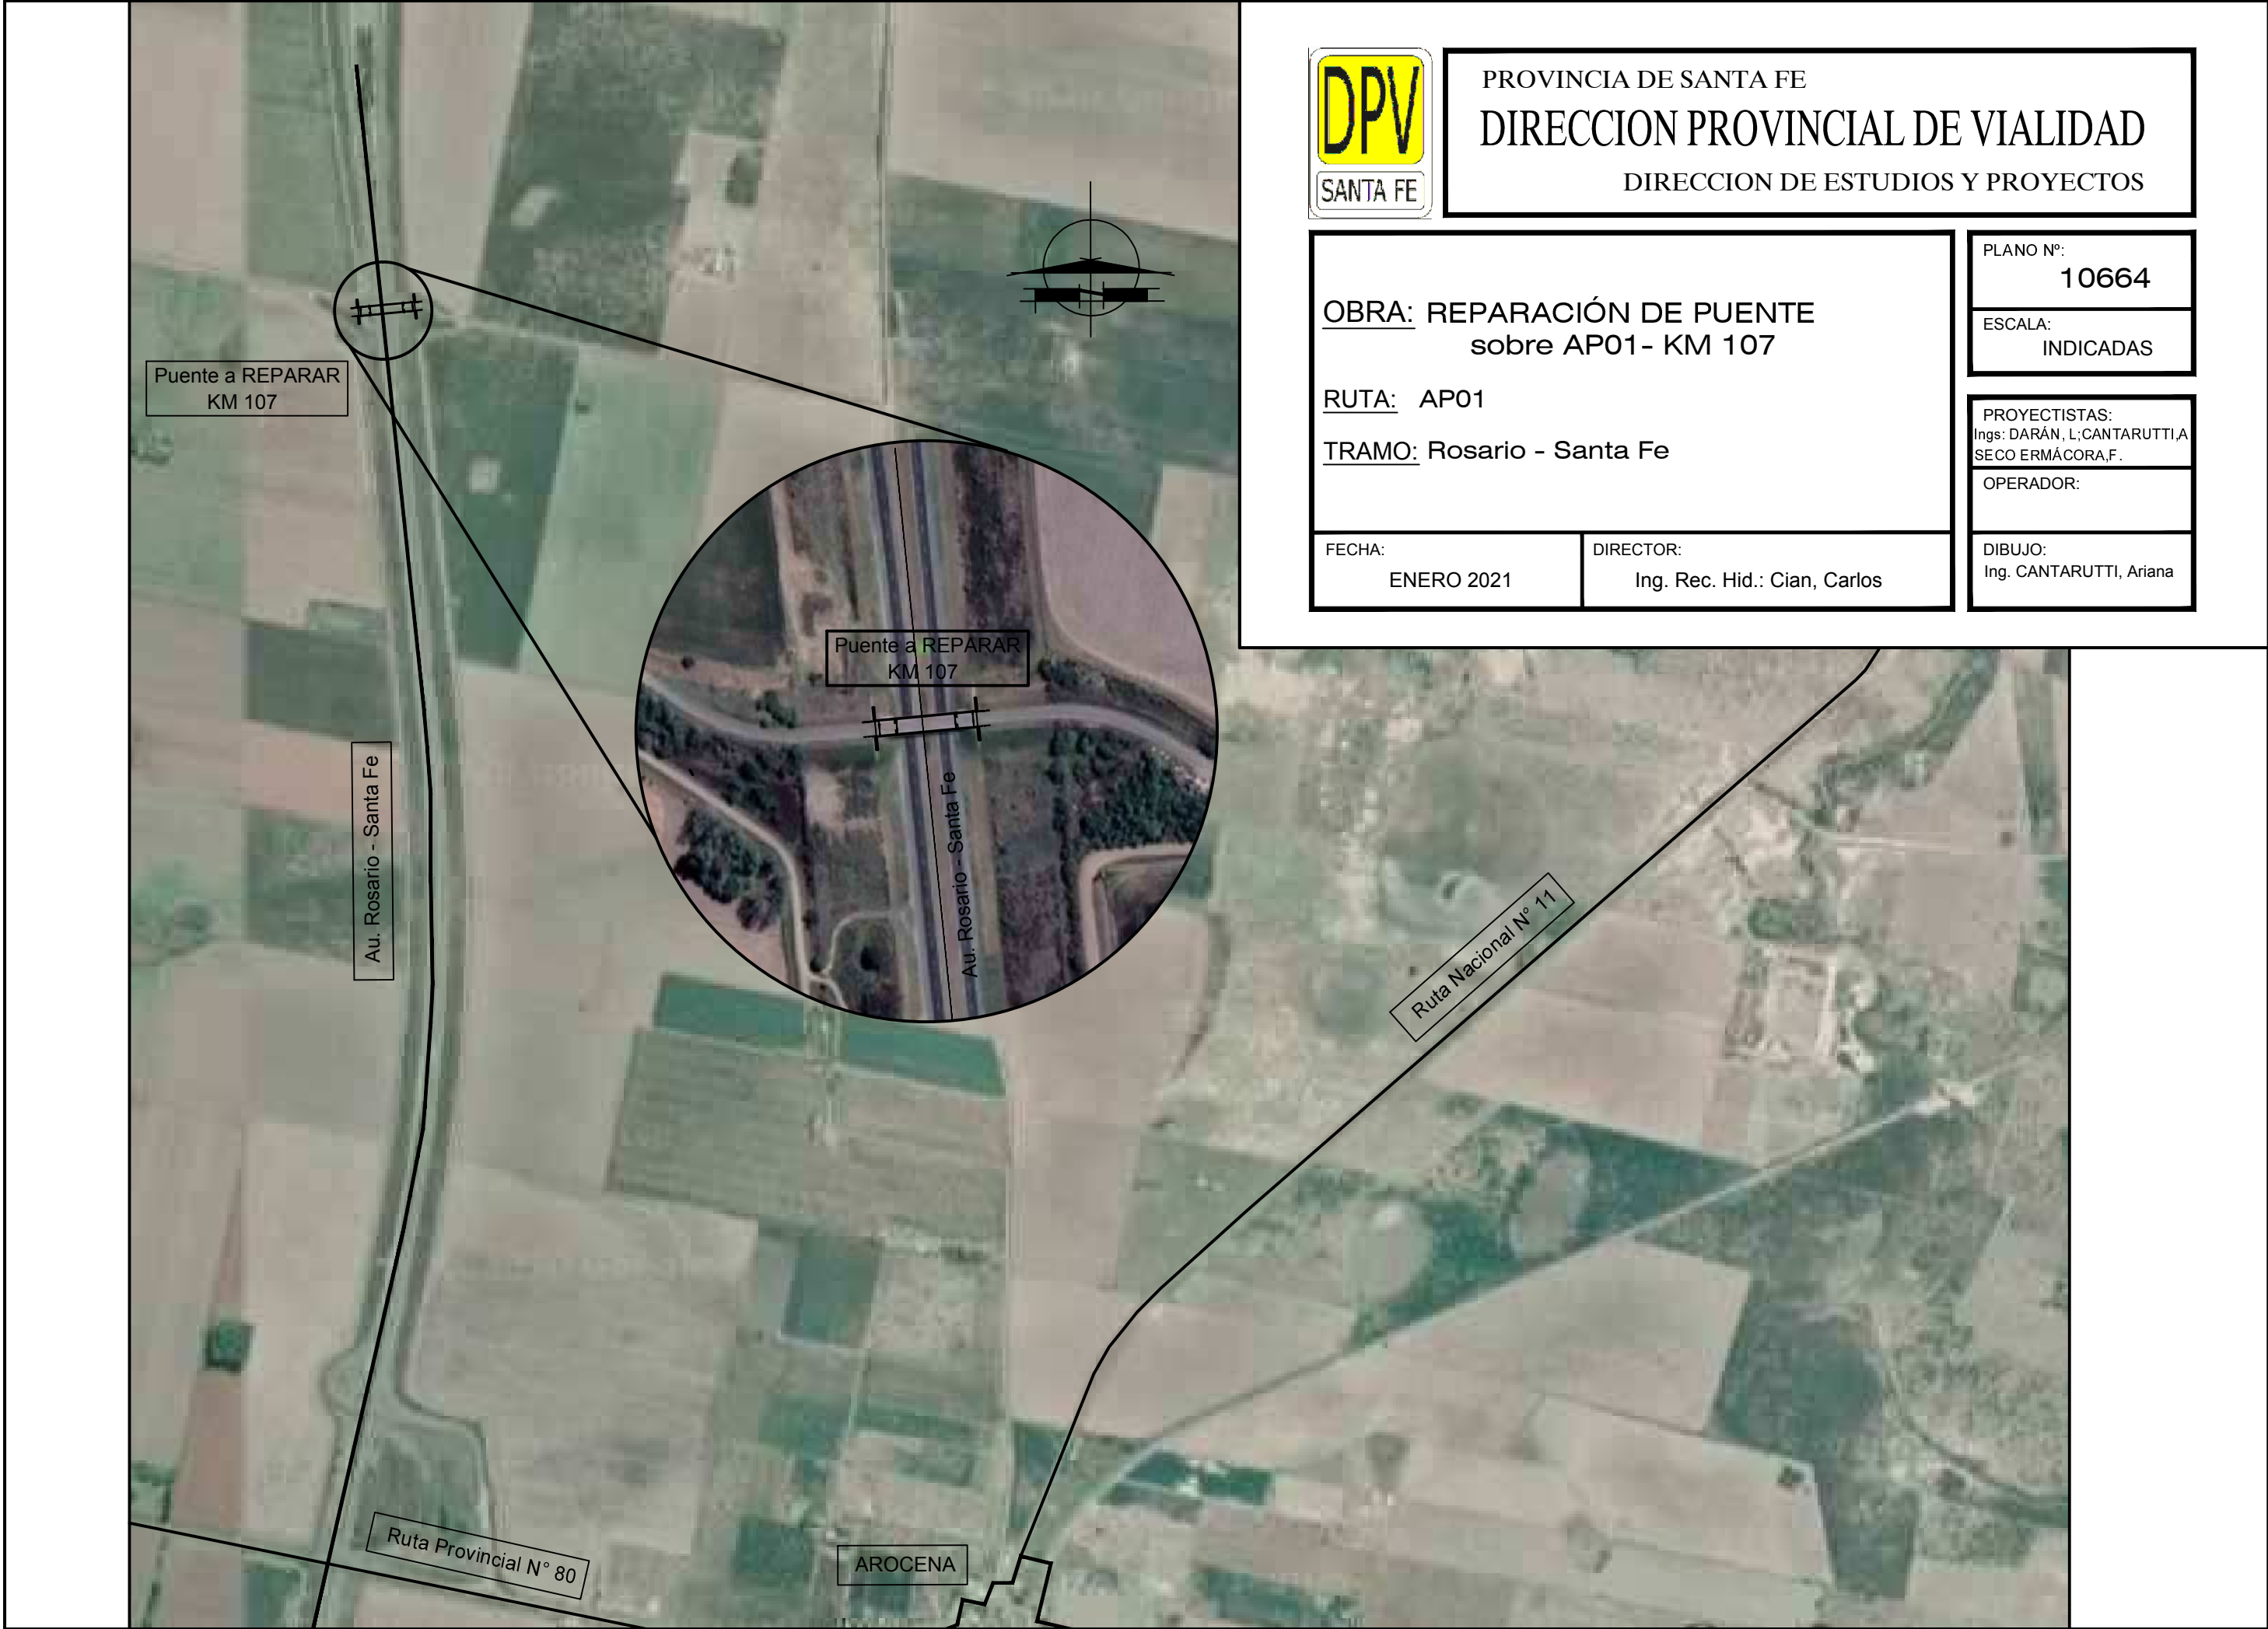 DPV
SANTA FE
PROVINCIA DE SANTA FE
DIRECCION PROVINCIAL DE VIALIDAD
DIRECCION DE ESTUDIOS Y PROYECTOS
OBRA: REPARACIÓN DE PUENTE
sobre AP01- KM 107
RUTA: AP01
TRAMO: Rosario - Santa Fe
FECHA:
ENERO 2021
DIRECTOR:
Ing. Rec. Hid.: Cian, Carlos
PLANO Nº:
10664
ESCALA:
INDICADAS
PROYECTISTAS:
Ings: DARÁN, L;CANTARUTTI,A
SECO ERMÁCORA,F.
OPERADOR:
DIBUJO:
Ing. CANTARUTTI, Ariana
Puente a REPARAR
KM 107
Puente a REPARAR
KM 107
Au. Rosario - Santa Fe
Au. Rosario - Santa Fe
Ruta Nacional N° 11
Ruta Provincial N° 80
AROCENA